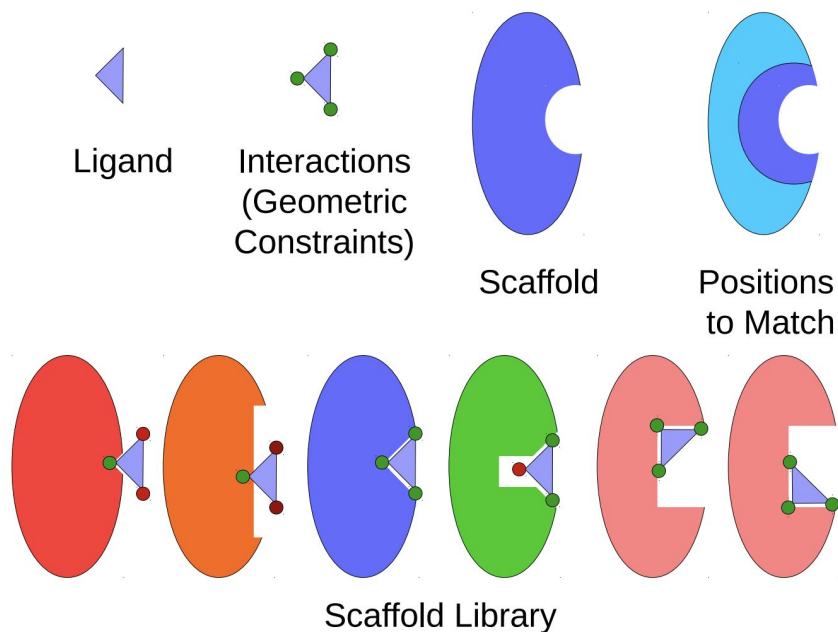 Ligand
Interactions
(Geometric
Constraints)
Scaffold
Positions
to Match
Scaffold Library